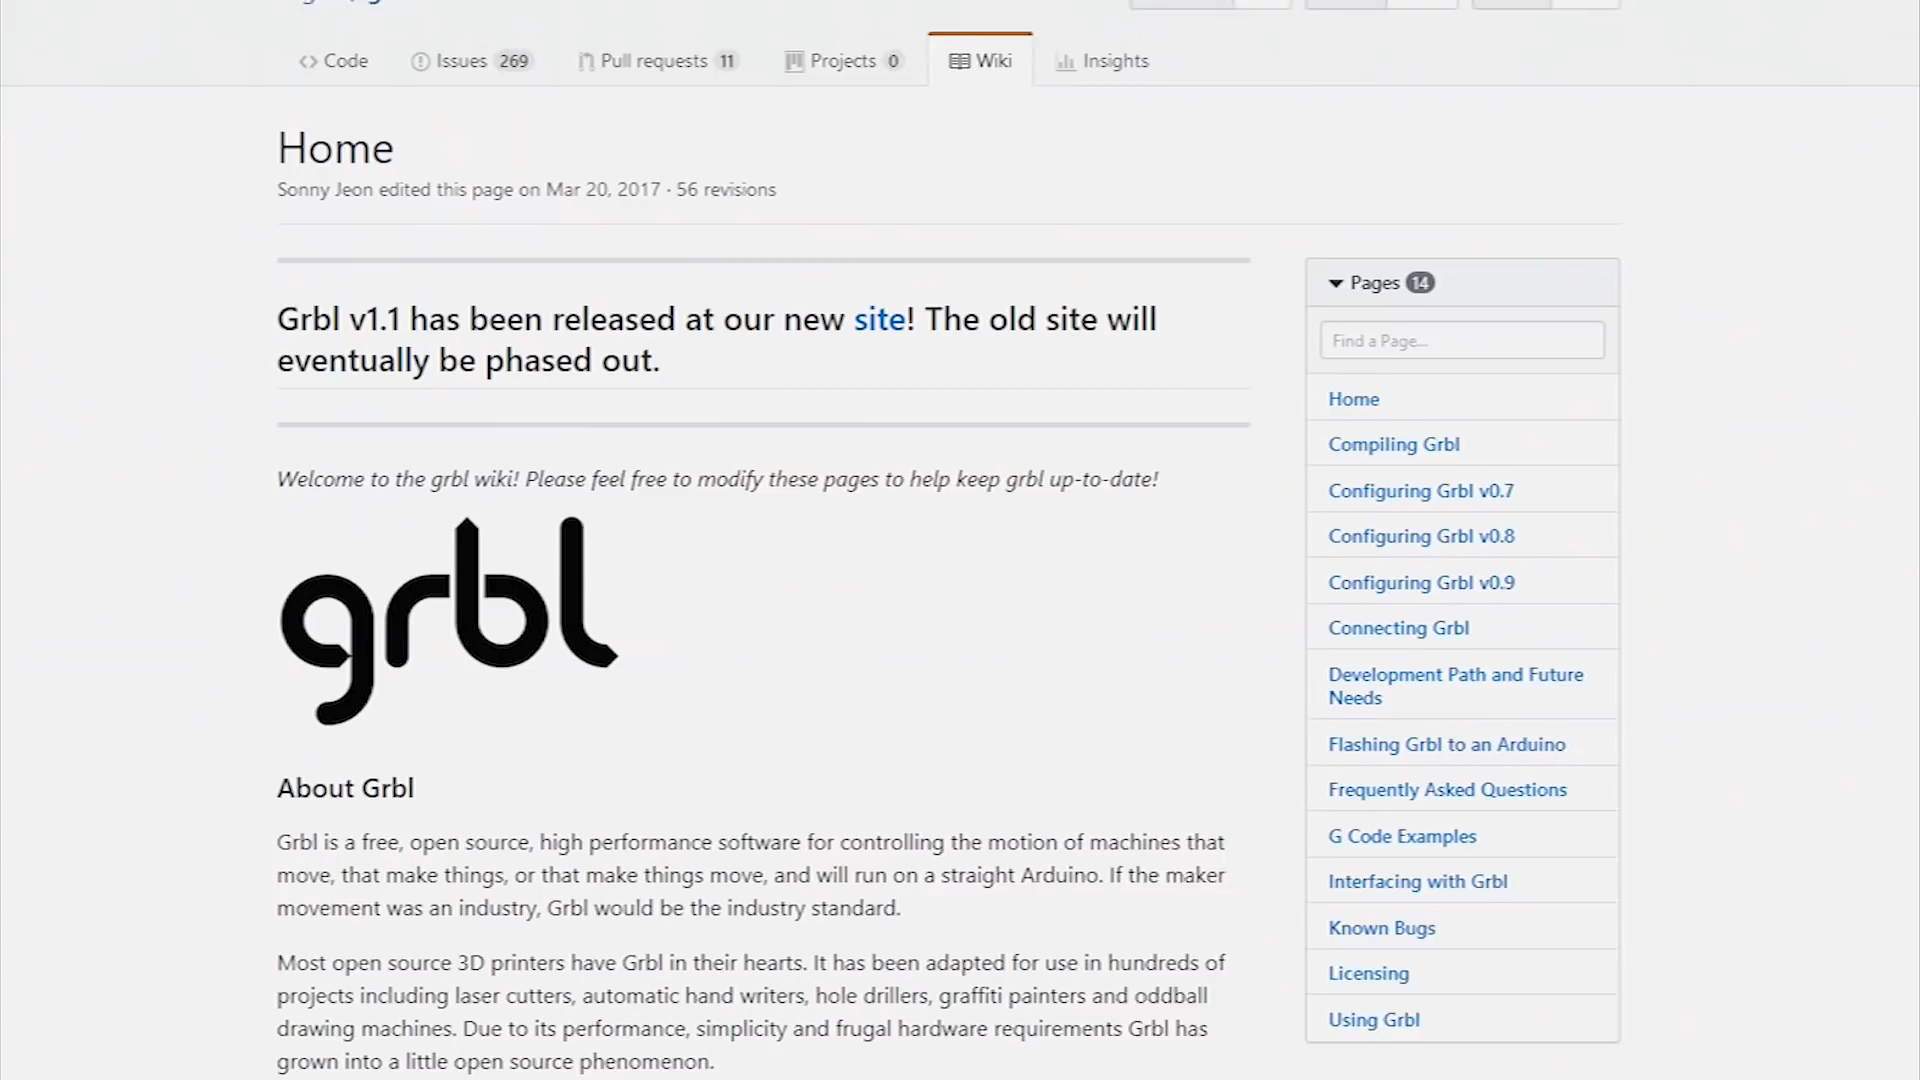 Code Issues 269 Pull requests 11 Projects 0 Wiki Insights
Home
Sonny Jeon edited this page on Mar 20, 2017 · 56 revisions
Grbl v1.1 has been released at our new site! The old site will
eventually be phased out.
Welcome to the grbl wiki! Please feel free to modify these pages to help keep grbl up-to-date!
grbl
About Grbl
Grbl is a free, open source, high performance software for controlling the motion of machines that
move, that make things, or that make things move, and will run on a straight Arduino. If the maker
movement was an industry, Grbl would be the industry standard.
Most open source 3D printers have Grbl in their hearts. It has been adapted for use in hundreds of
projects including laser cutters, automatic hand writers, hole drillers, graffiti painters and oddball
drawing machines. Due to its performance, simplicity and frugal hardware requirements Grbl has
grown into a little open source phenomenon.
Pages 14
Find a Page...
Home
Compiling Grbl
Configuring Grbl v0.7
Configuring Grbl v0.8
Configuring Grbl v0.9
Connecting Grbl
Development Path and Future
Needs
Flashing Grbl to an Arduino
Frequently Asked Questions
G Code Examples
Interfacing with Grbl
Known Bugs
Licensing
Using Grbl